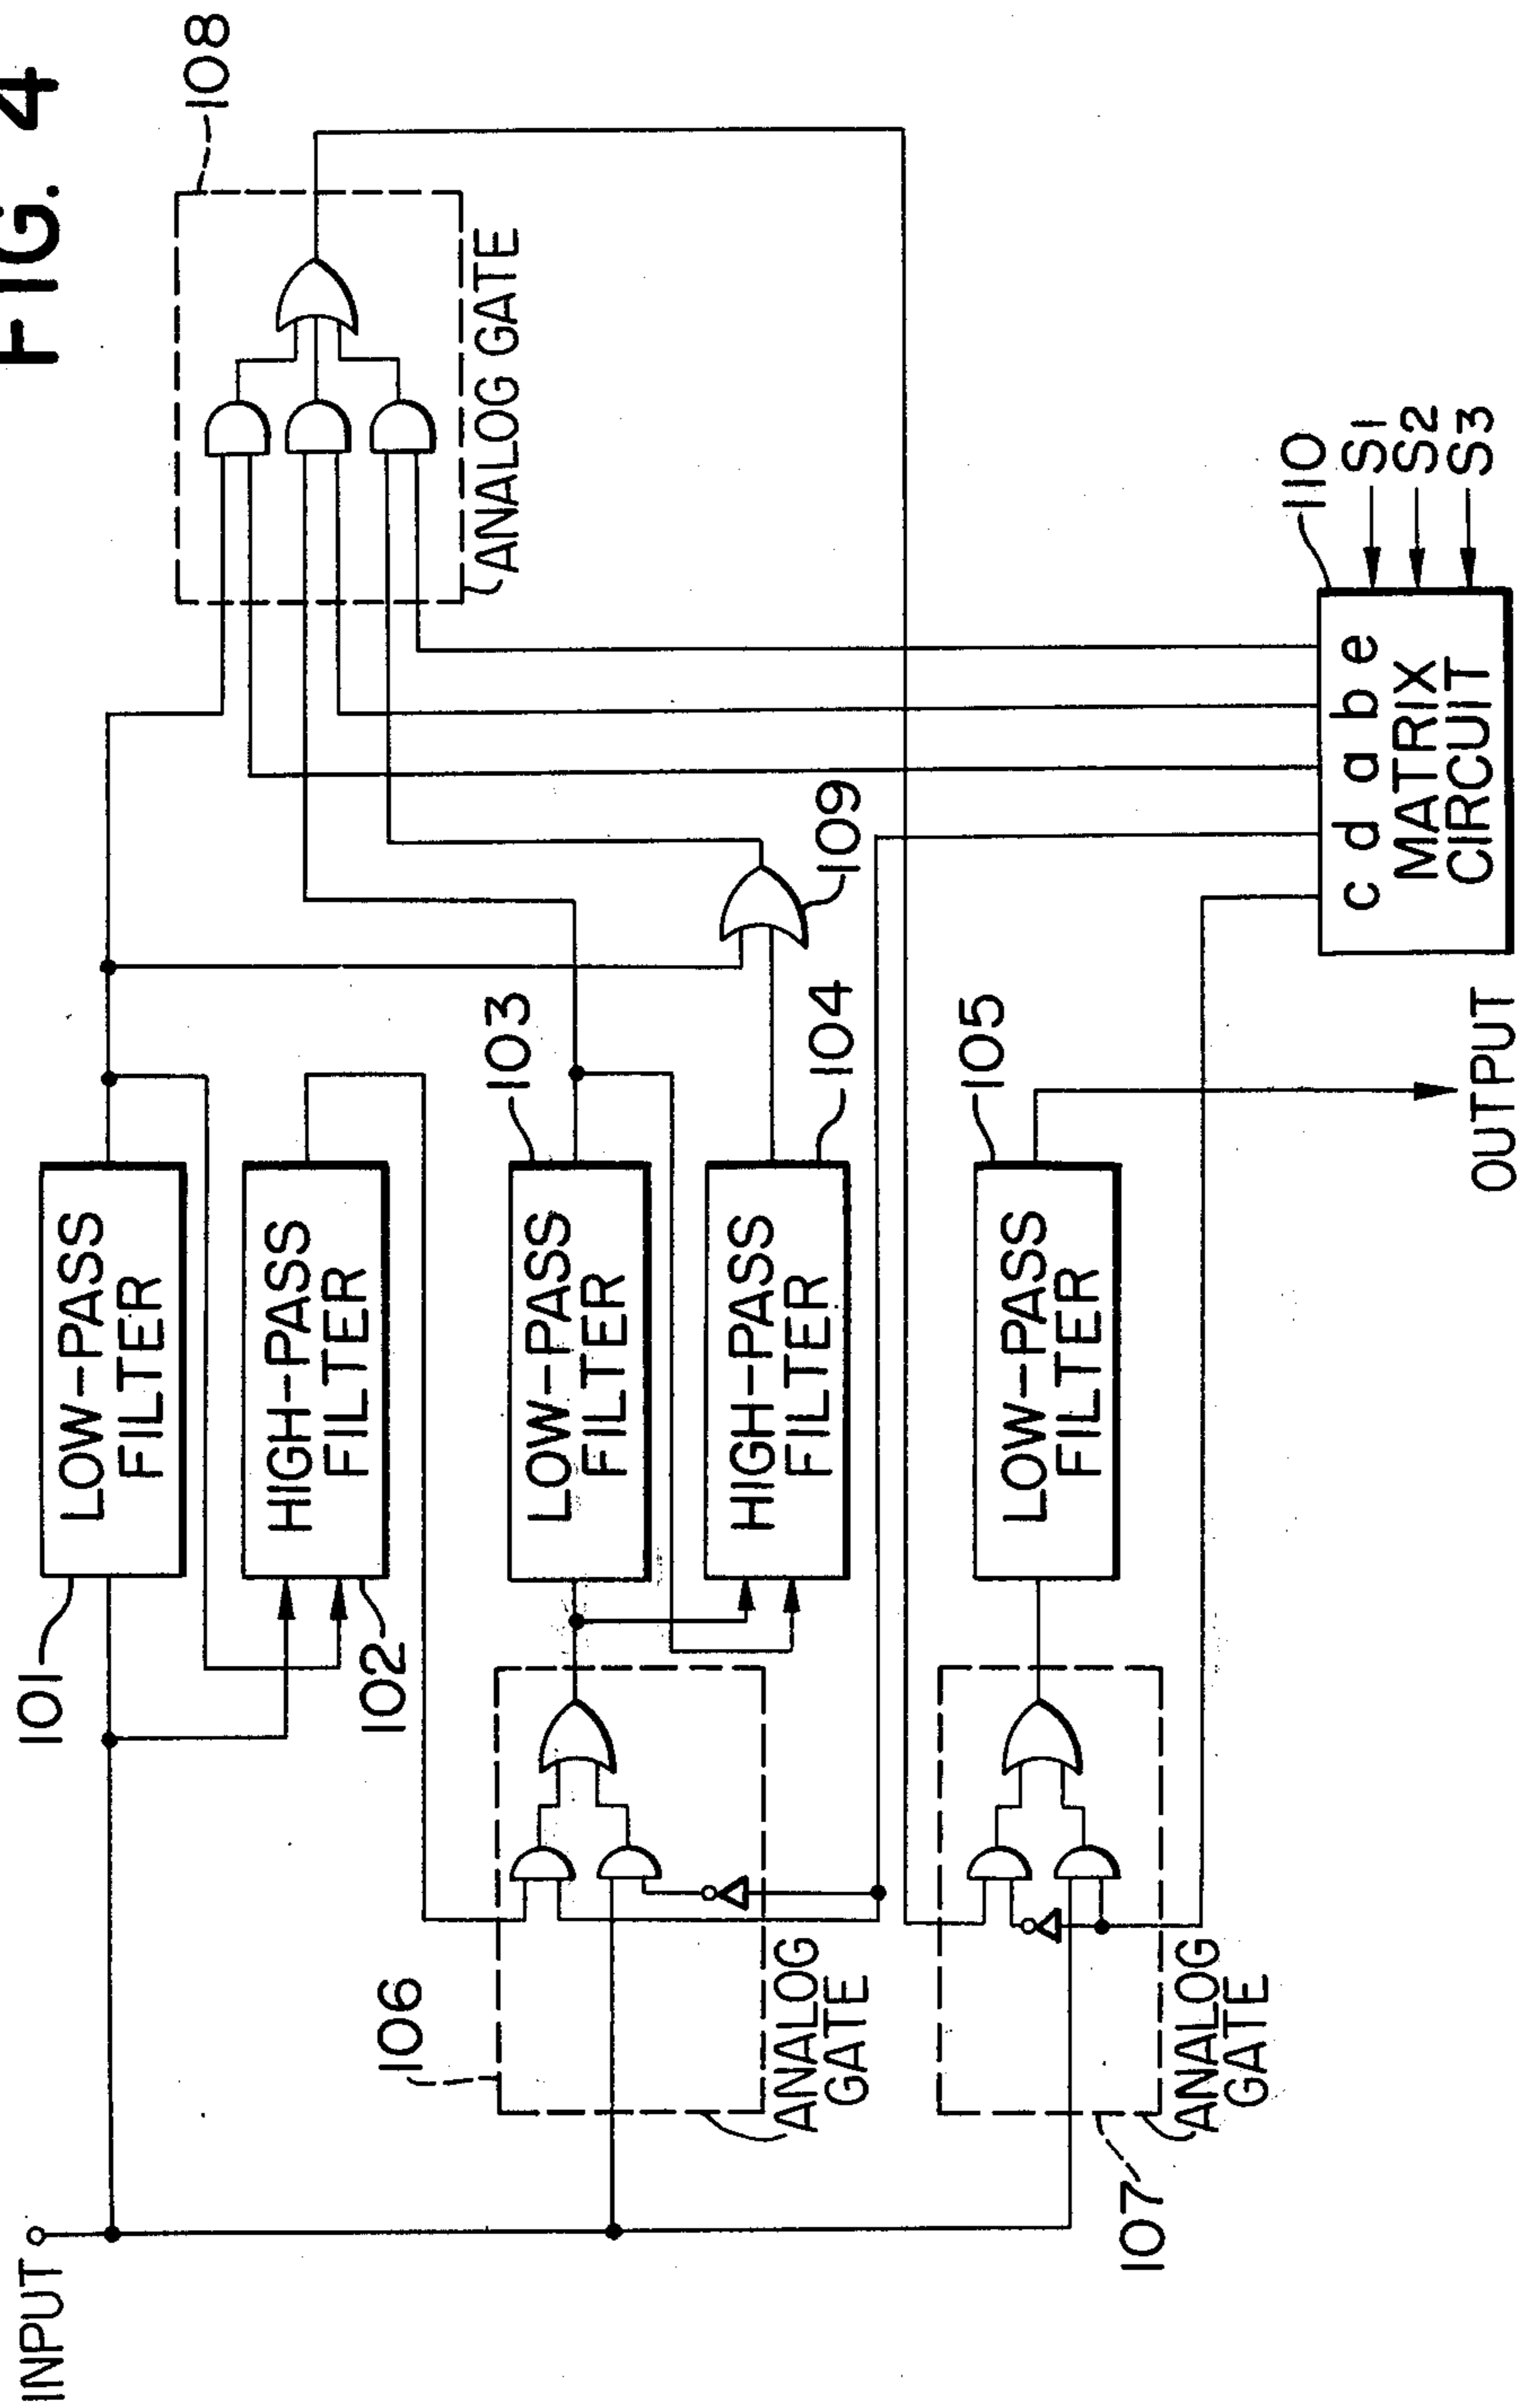 FIG. 4
INPUT
101
LOW-PASS
FILTER
108
102
HIGH-PASS
FILTER
ANALOG GATE
106
103
LOW-PASS
FILTER
104
HIGH-PASS
FILTER
109
ANALOG
GATE
105
LOW-PASS
FILTER
107
ANALOG
GATE
110
S1
S2
S3
c d a b e
MATRIX
CIRCUIT
OUTPUT